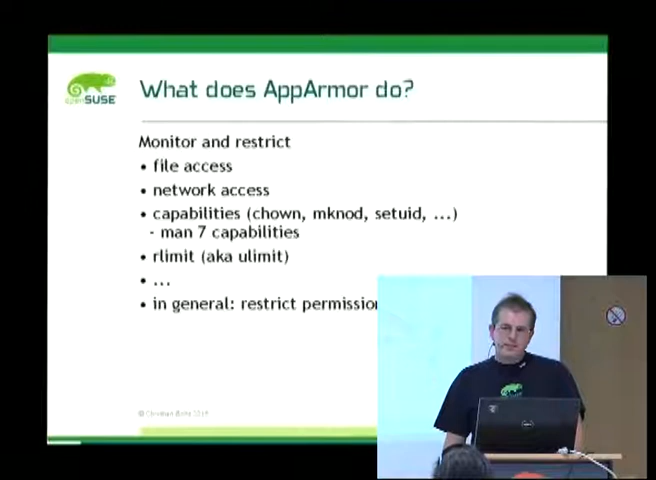 What does AppArmor do?
openSUSE
Monitor and restrict
• file access
• network access
• capabilities (chown, mknod, setuid, ...)
- man 7 capabilities
• rlimit (aka ulimit)
• ...
• in general: restrict permission